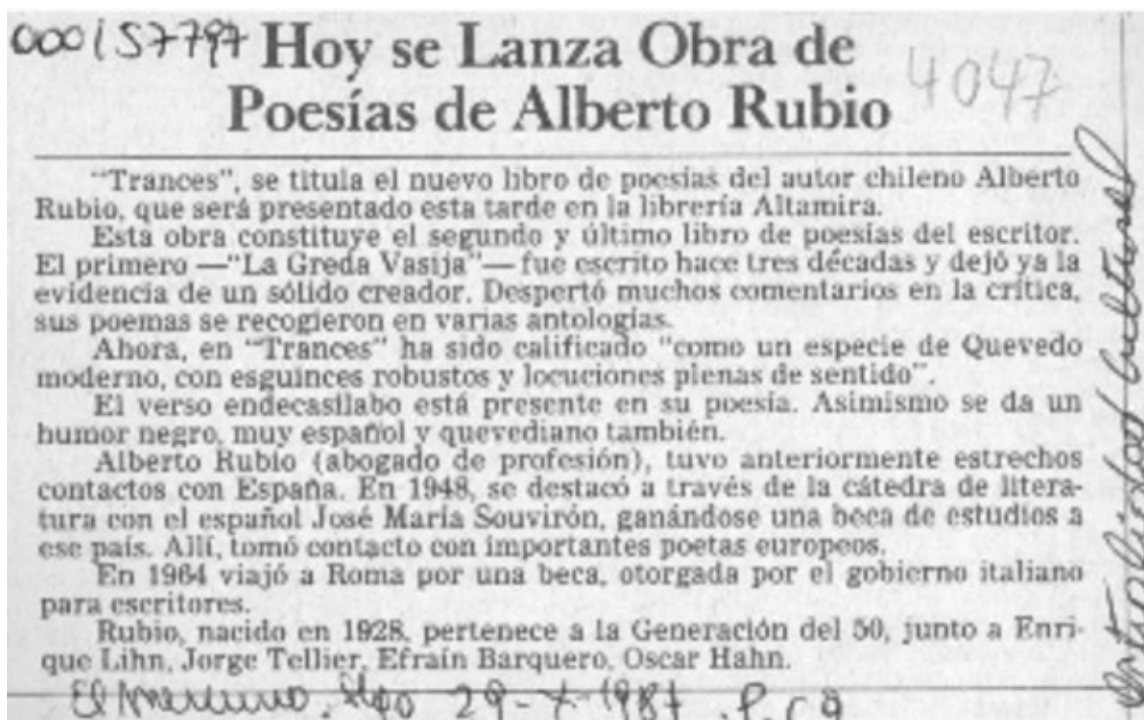 000157797 Hoy se Lanza Obra de
Poesías de Alberto Rubio
4047
"Trances", se titula el nuevo libro de poesías del autor chileno Alberto
Rubio, que será presentado esta tarde en la librería Altamira.
Esta obra constituye el segundo y último libro de poesías del escritor.
El primero —"La Greda Vasija"— fue escrito hace tres décadas y dejó ya la
evidencia de un sólido creador. Despertó muchos comentarios en la crítica,
sus poemas se recogieron en varias antologías.
Ahora, en "Trances" ha sido calificado "como un especie de Quevedo
moderno, con esguinces robustos y locuciones plenas de sentido".
El verso endecasílabo está presente en su poesía. Asimismo se da un
humor negro, muy español y quevediano también.
Alberto Rubio (abogado de profesión), tuvo anteriormente estrechos
contactos con España. En 1948, se destacó a través de la cátedra de litera-
tura con el español José María Souvirón, ganándose una beca de estudios a
ese país. Allí, tomó contacto con importantes poetas europeos.
En 1964 viajó a Roma por una beca, otorgada por el gobierno italiano
para escritores.
Rubio, nacido en 1928, pertenece a la Generación del 50, junto a Enri-
que Lihn, Jorge Tellier, Efraín Barquero, Oscar Hahn.
El Mercurio, Stgo 29-X-1987 p. C9
Cultural